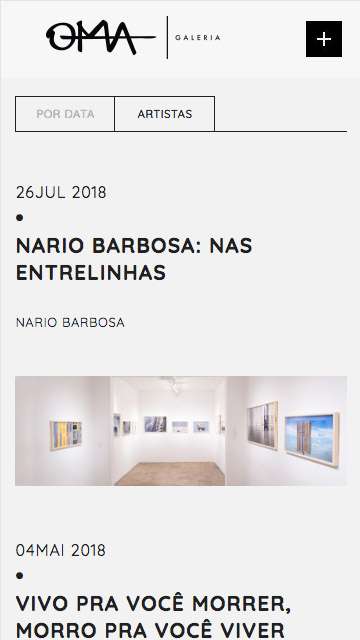 OMA GALERIA
POR DATA
ARTISTAS
26JUL 2018
NARIO BARBOSA: NAS
ENTRELINHAS
NARIO BARBOSA
04MAI 2018
VIVO PRA VOCÊ MORRER,
MORRO PRA VOCÊ VIVER